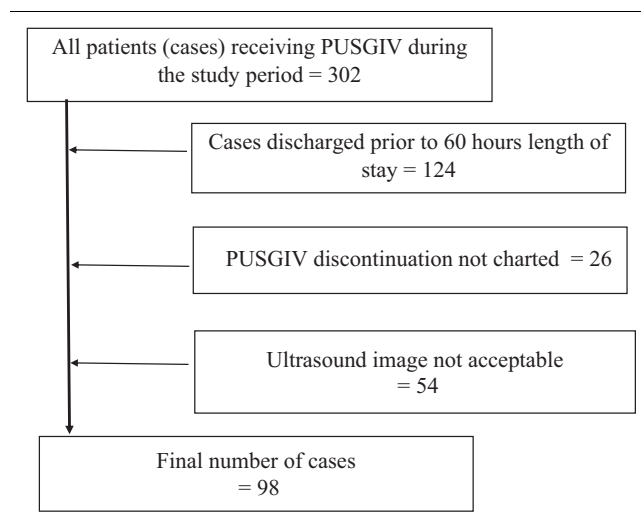 All patients (cases) receiving PUSGIV during
the study period = 302
Cases discharged prior to 60 hours length of
stay = 124
PUSGIV discontinuation not charted = 26
Ultrasound image not acceptable
= 54
Final number of cases
= 98